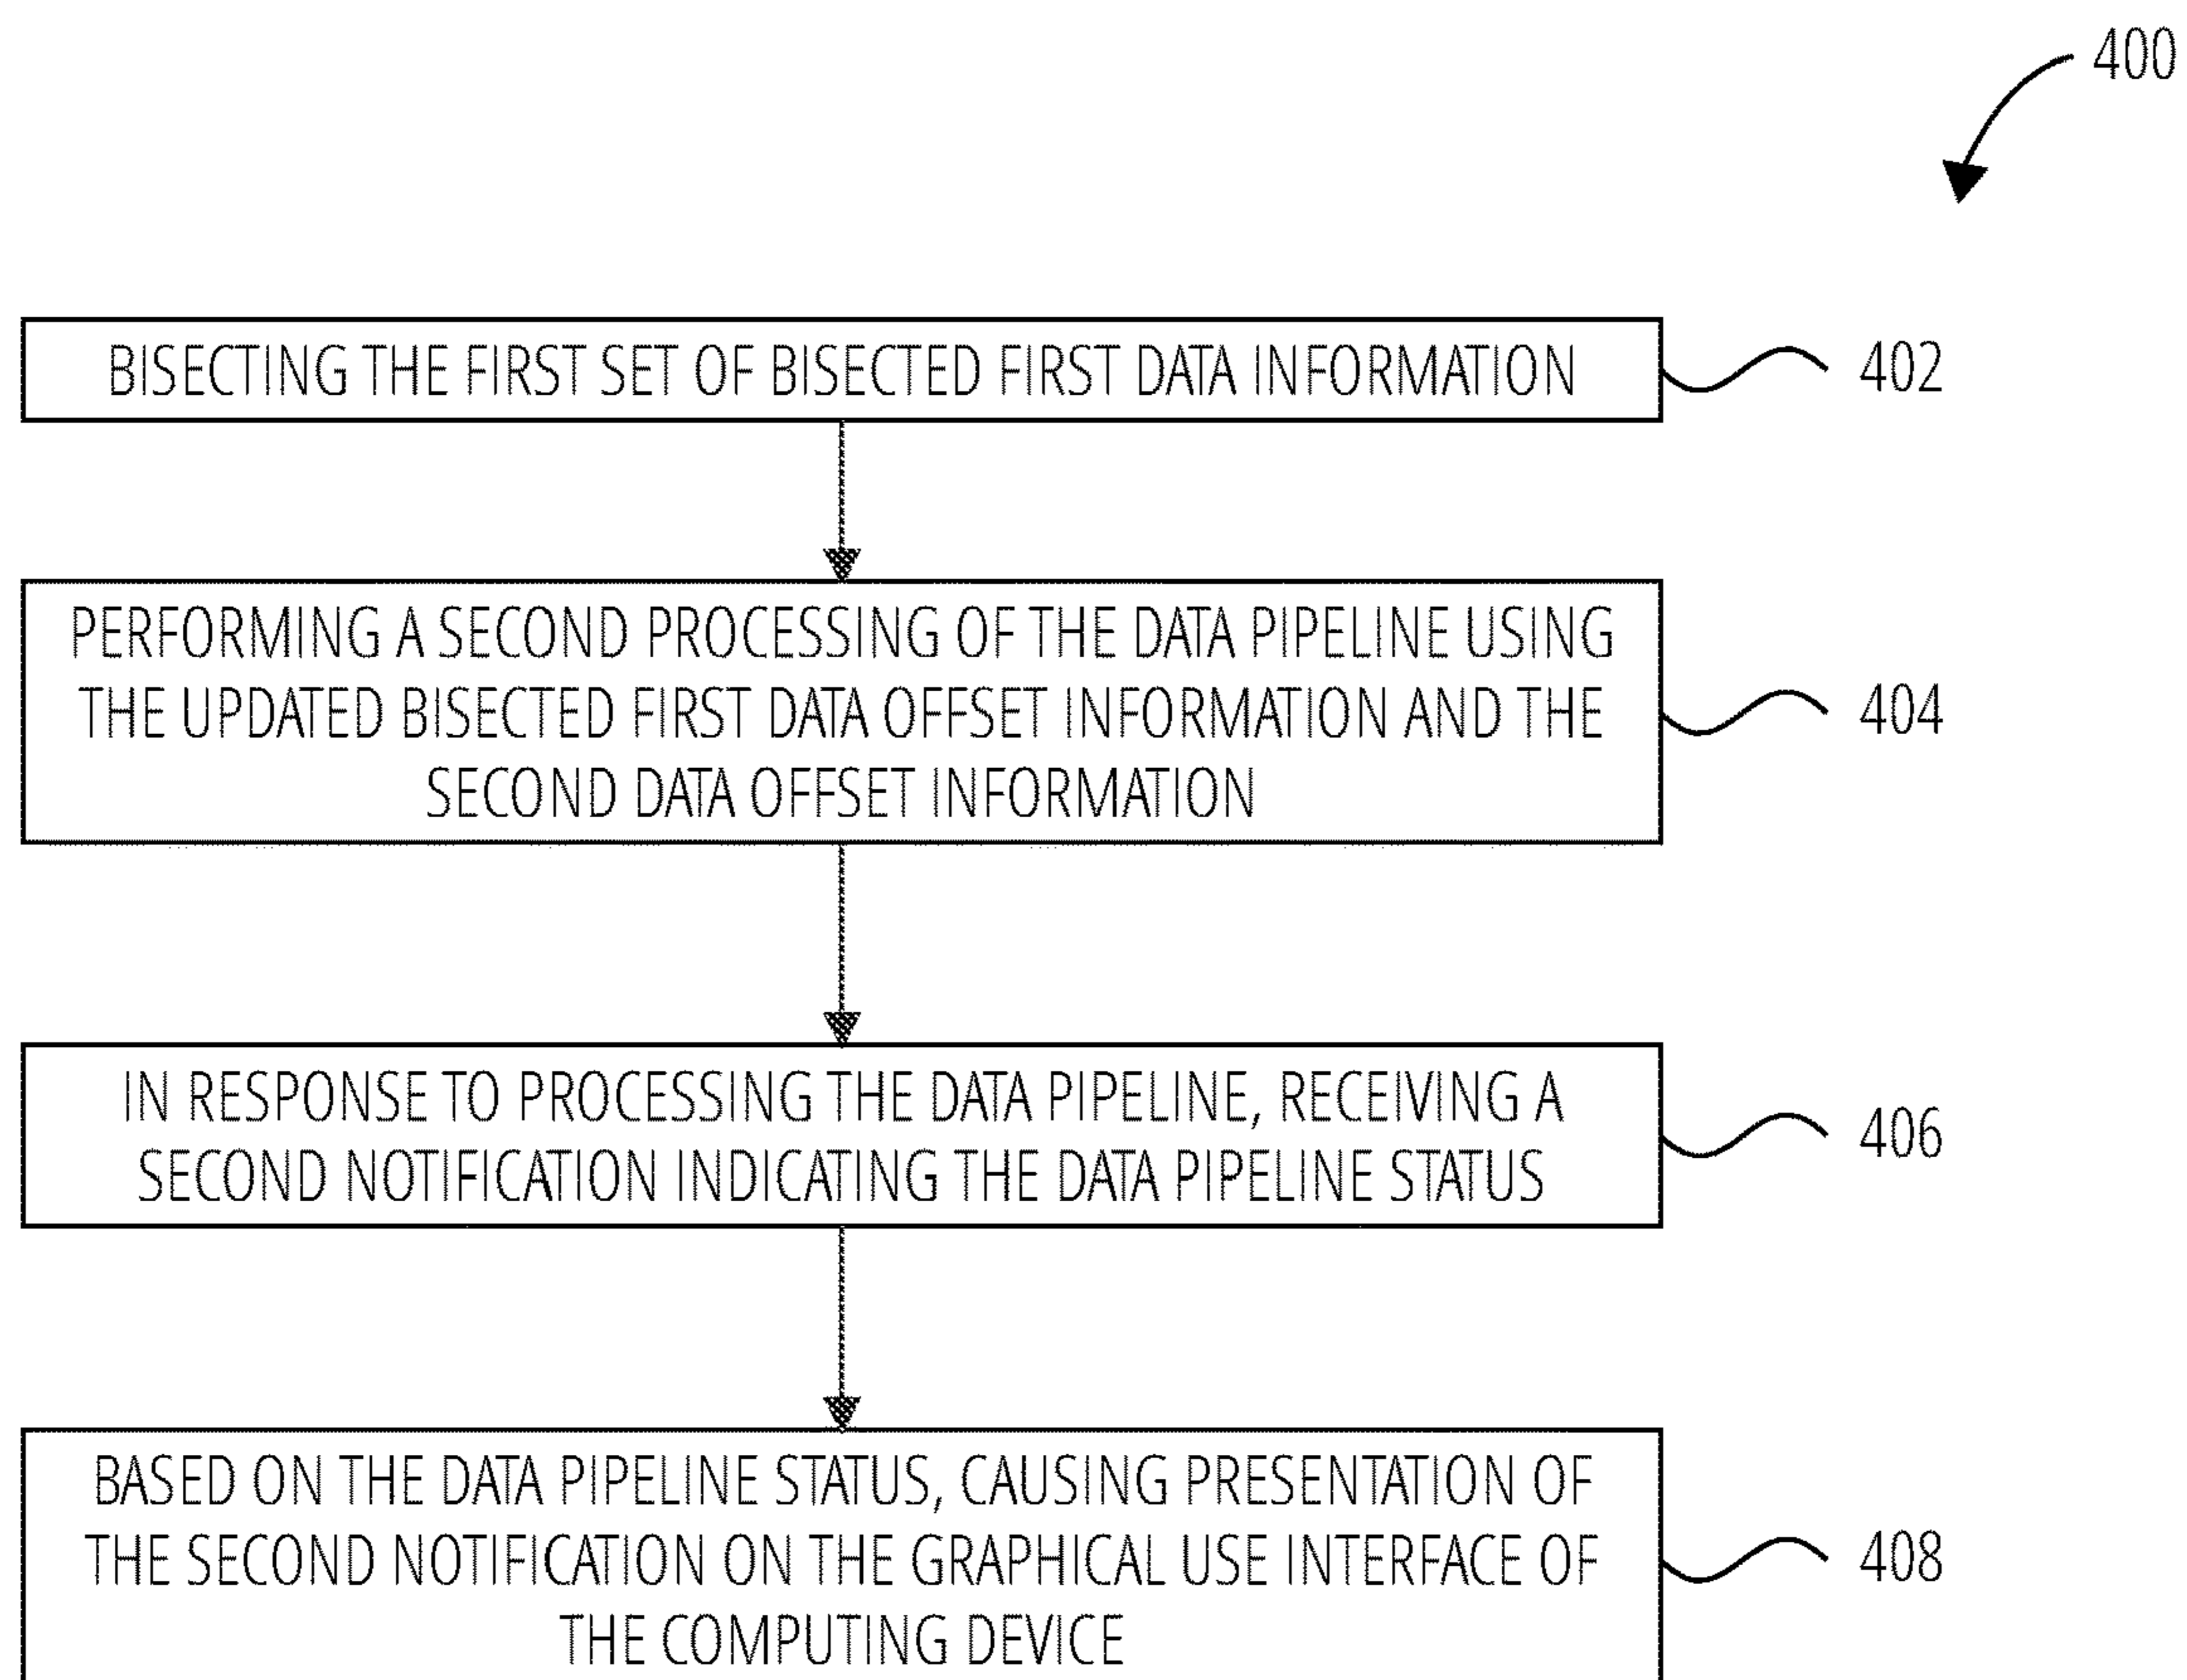 400
BISECTING THE FIRST SET OF BISECTED FIRST DATA INFORMATION
402
PERFORMING A SECOND PROCESSING OF THE DATA PIPELINE USING
THE UPDATED BISECTED FIRST DATA OFFSET INFORMATION AND THE
SECOND DATA OFFSET INFORMATION
404
IN RESPONSE TO PROCESSING THE DATA PIPELINE, RECEIVING A
SECOND NOTIFICATION INDICATING THE DATA PIPELINE STATUS
406
BASED ON THE DATA PIPELINE STATUS, CAUSING PRESENTATION OF
THE SECOND NOTIFICATION ON THE GRAPHICAL USE INTERFACE OF
THE COMPUTING DEVICE
408